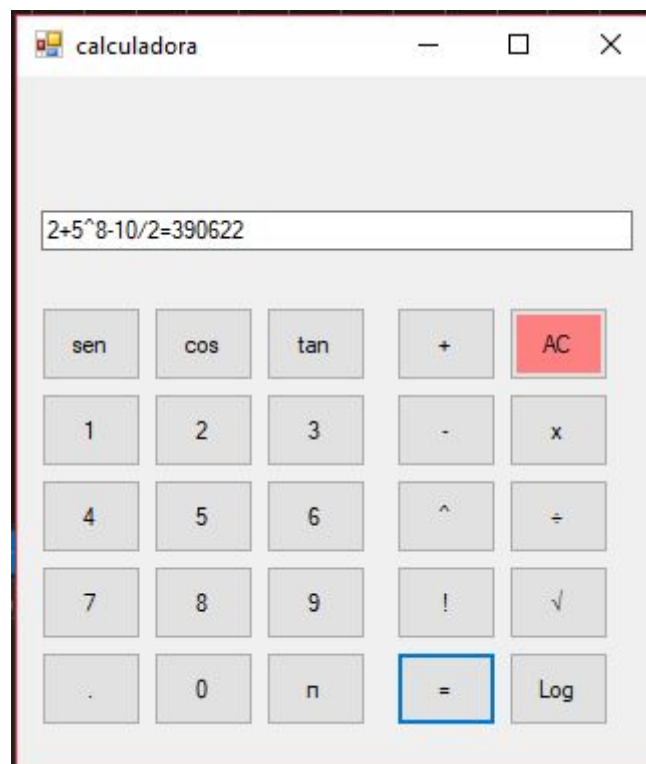 calculadora
2+5^8-10/2=390622
sen cos tan + AC
1 2 3 - x
4 5 6 ^ ÷
7 8 9 ! √
. 0 п = Log